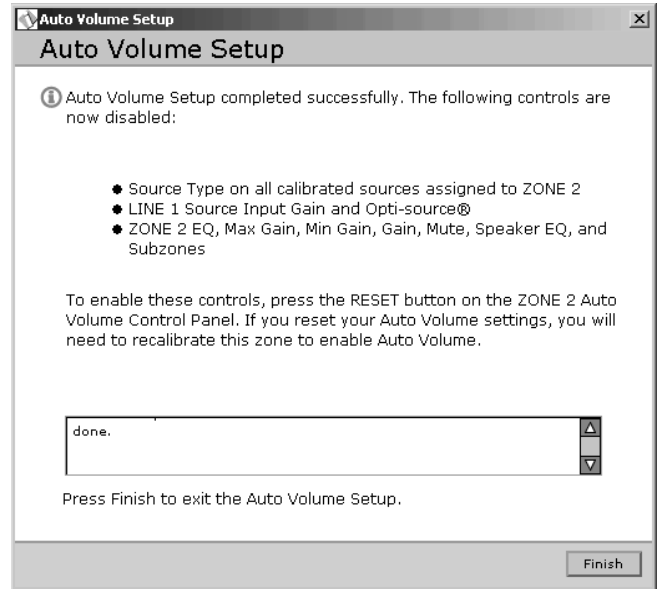 Auto Volume Setup
Auto Volume Setup
Auto Volume Setup completed successfully. The following controls are
now disabled:
Source Type on all calibrated sources assigned to ZONE 2
LINE 1 Source Input Gain and Opti-source®
ZONE 2 EQ, Max Gain, Min Gain, Gain, Mute, Speaker EQ, and
Subzones
To enable these controls, press the RESET button on the ZONE 2 Auto
Volume Control Panel. If you reset your Auto Volume settings, you will
need to recalibrate this zone to enable Auto Volume.
done.
Press Finish to exit the Auto Volume Setup.
Finish